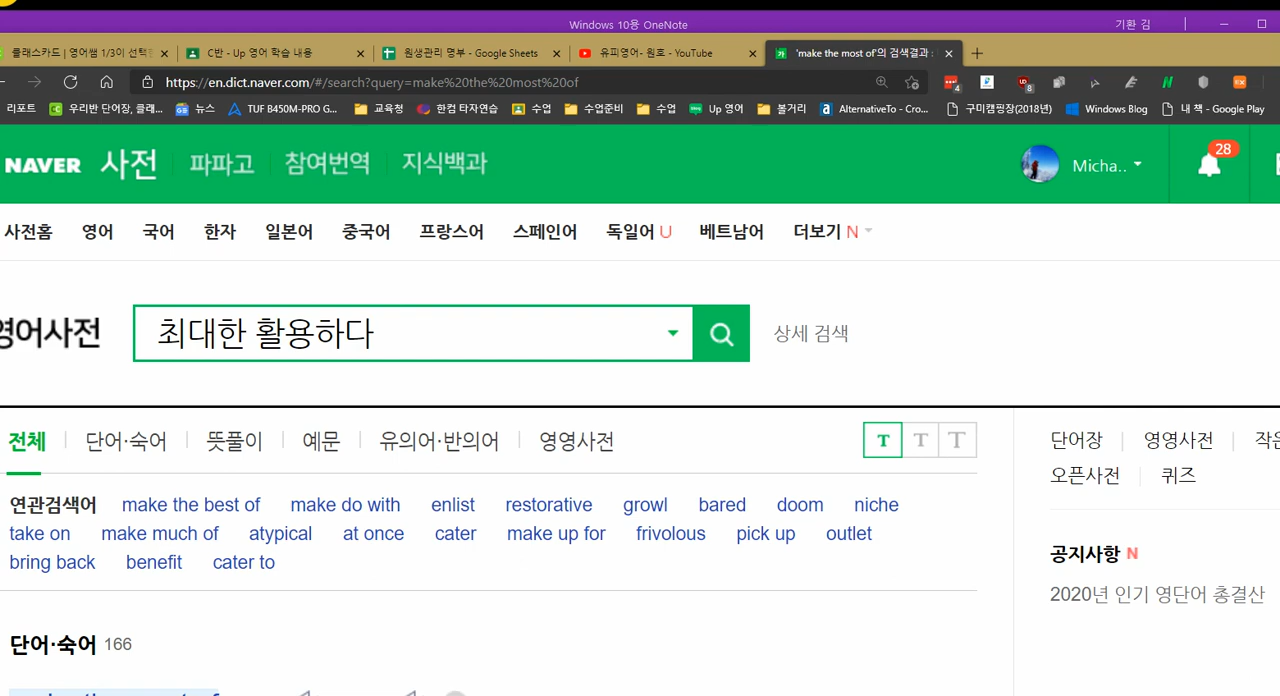 Windows 10용 OneNote 기환 김
클래스카드 | 영어쌤 1/3이 선택한 C반 - Up 영어 학습 내용 원생관리 명부 - Google Sheets 유피영어- 원호 - YouTube 'make the most of'의 검색결과 :
https://en.dict.naver.com/#/search?query=make%20the%20most%20of
리포트 우리반 단어장, 클래... 뉴스 TUF B450M-PRO G... 교육청 한컴 타자연습 수업 수업준비 수업 Up 영어 볼거리 AlternativeTo - Cro... 구미캠핑장(2018년) Windows Blog 내 책 - Google Play
NAVER 사전 파파고 참여번역 지식백과 Micha.. 28
사전홈 영어 국어 한자 일본어 중국어 프랑스어 스페인어 독일어 U 베트남어 더보기 N
영어사전 최대한 활용하다 상세 검색
전체 단어·숙어 뜻풀이 예문 유의어·반의어 영영사전 T T T 단어장 영영사전
오픈사전 퀴즈
연관검색어 make the best of make do with enlist restorative growl bared doom niche
take on make much of atypical at once cater make up for frivolous pick up outlet
bring back benefit cater to
공지사항 N
2020년 인기 영단어 총결산
단어·숙어 166